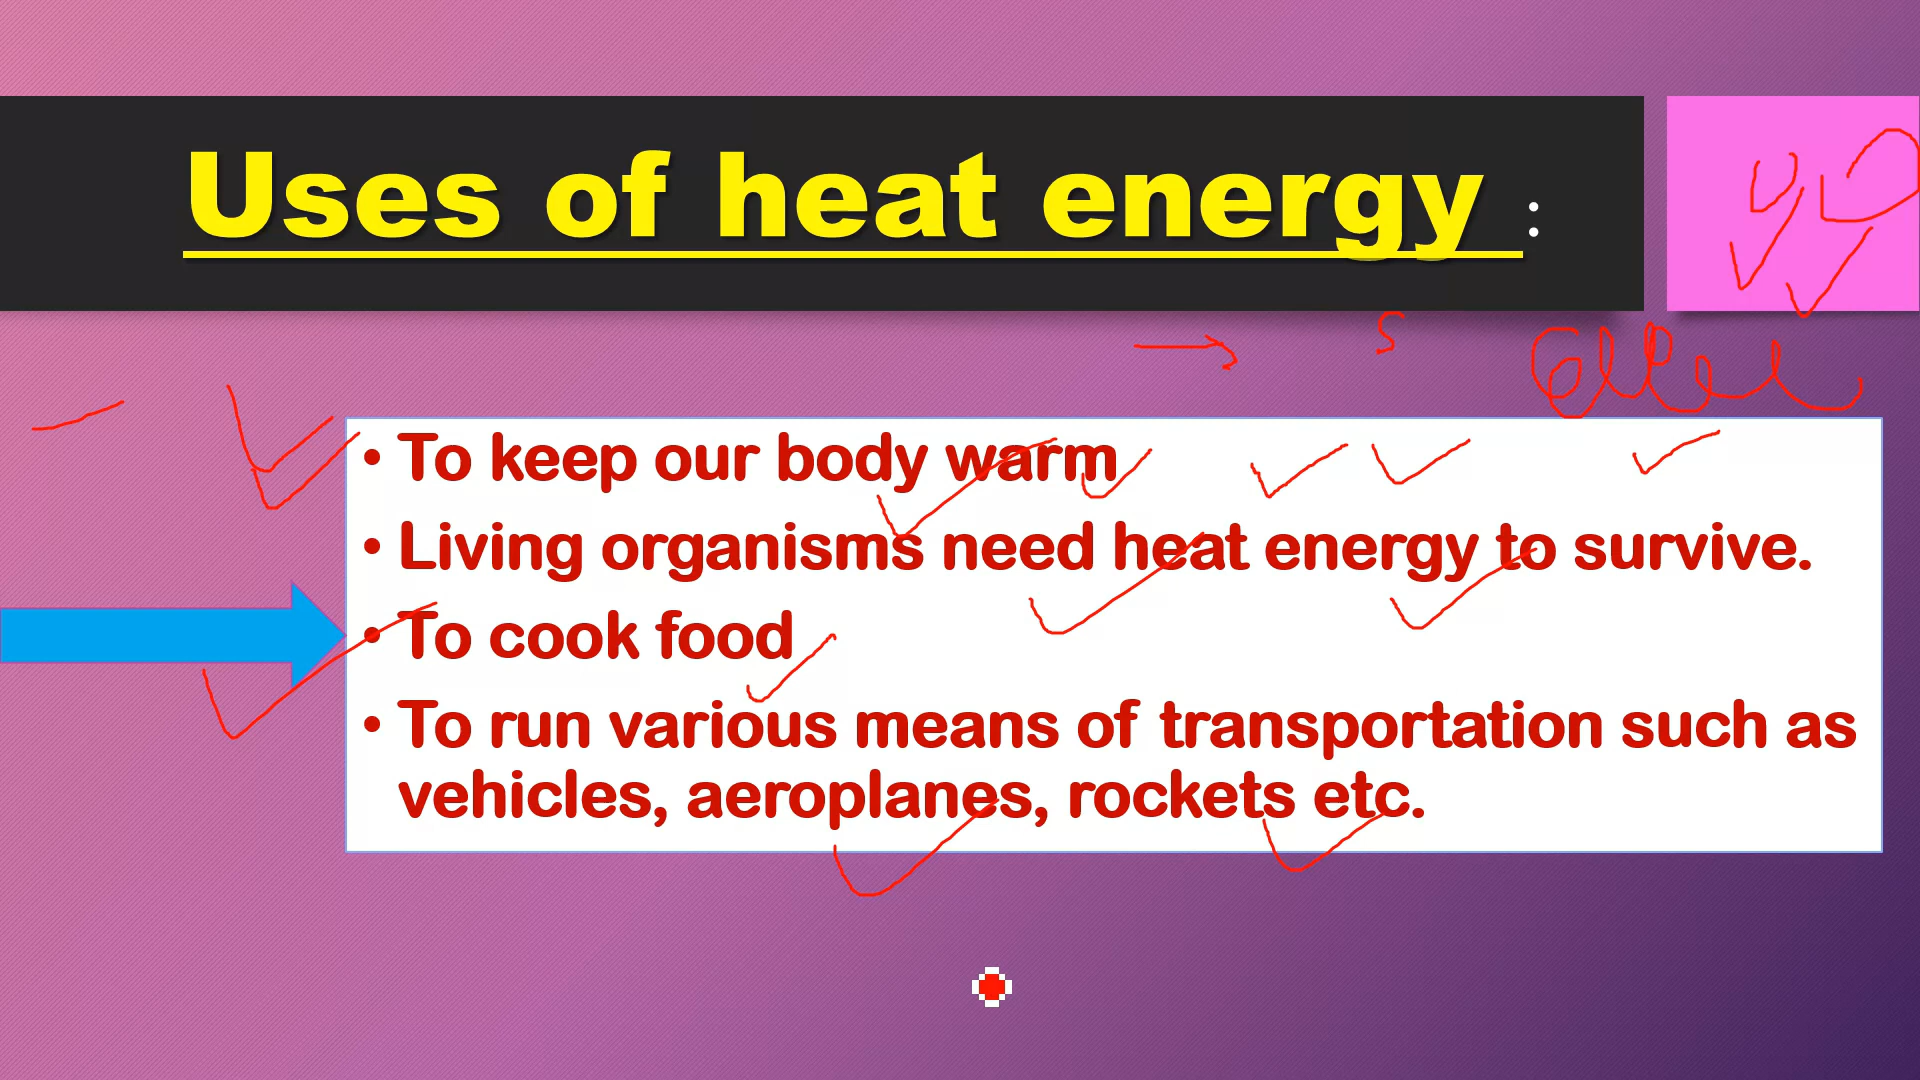 Uses of heat energy :
• To keep our body warm
• Living organisms need heat energy to survive.
• To cook food
• To run various means of transportation such as
vehicles, aeroplanes, rockets etc.